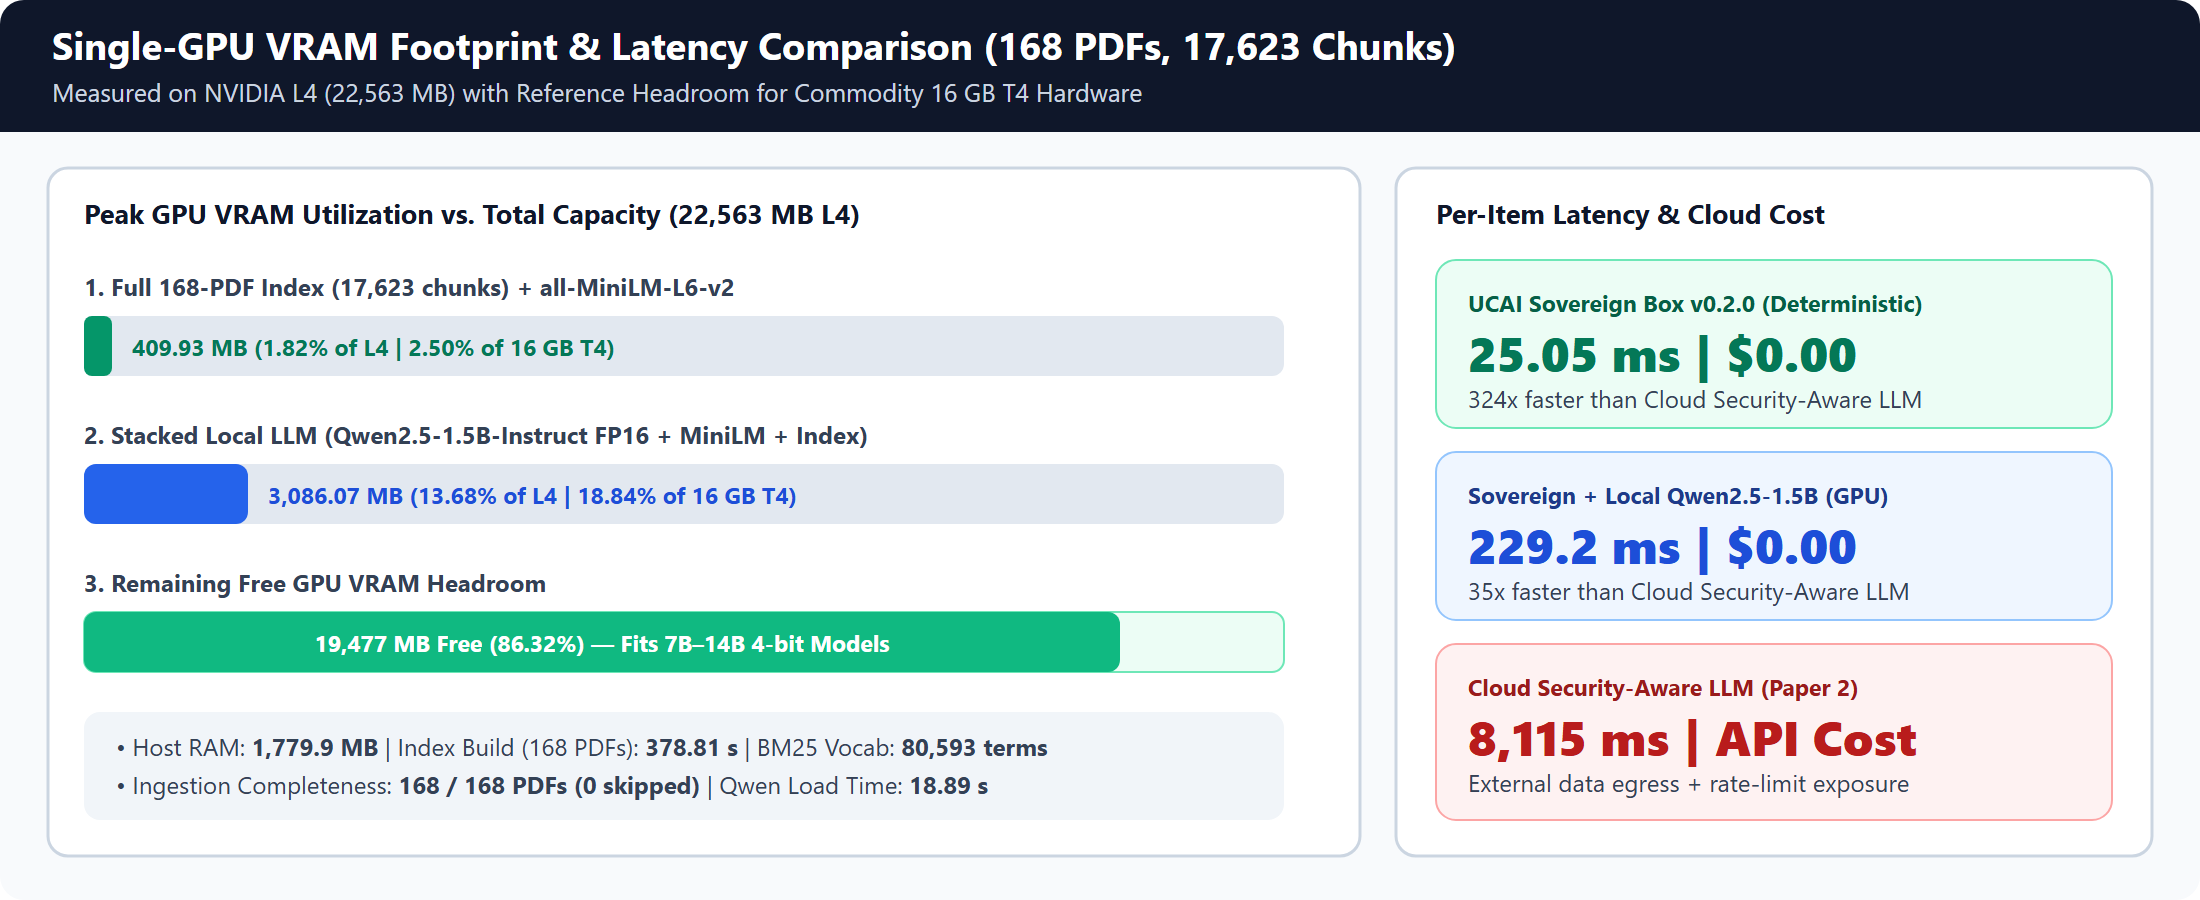 Single-GPU VRAM Footprint & Latency Comparison (168 PDFs, 17,623 Chunks)
Measured on NVIDIA L4 (22,563 MB) with Reference Headroom for Commodity 16 GB T4 Hardware
Peak GPU VRAM Utilization vs. Total Capacity (22,563 MB L4)
1. Full 168-PDF Index (17,623 chunks) + all-MiniLM-L6-v2
409.93 MB (1.82% of L4 | 2.50% of 16 GB T4)
2. Stacked Local LLM (Qwen2.5-1.5B-Instruct FP16 + MiniLM + Index)
3,086.07 MB (13.68% of L4 | 18.84% of 16 GB T4)
3. Remaining Free GPU VRAM Headroom
19,477 MB Free (86.32%) — Fits 7B–14B 4-bit Models
• Host RAM: 1,779.9 MB | Index Build (168 PDFs): 378.81 s | BM25 Vocab: 80,593 terms
• Ingestion Completeness: 168 / 168 PDFs (0 skipped) | Qwen Load Time: 18.89 s
Per-Item Latency & Cloud Cost
UCAI Sovereign Box v0.2.0 (Deterministic)
25.05 ms | $0.00
324x faster than Cloud Security-Aware LLM
Sovereign + Local Qwen2.5-1.5B (GPU)
229.2 ms | $0.00
35x faster than Cloud Security-Aware LLM
Cloud Security-Aware LLM (Paper 2)
8,115 ms | API Cost
External data egress + rate-limit exposure